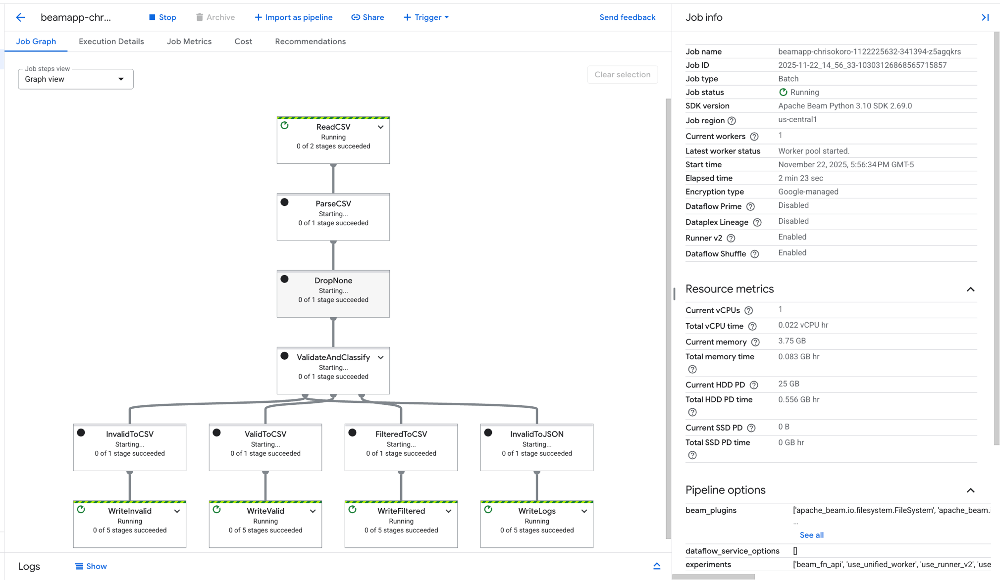 beamapp-chr...
Stop
Archive
Import as pipeline
Share
Trigger
Send feedback
Job Graph
Execution Details
Job Metrics
Cost
Recommendations
Job steps view
Graph view
Clear selection
ReadCSV
Running
0 of 2 stages succeeded
ParseCSV
Starting...
0 of 1 stage succeeded
DropNone
Starting...
0 of 1 stage succeeded
ValidateAndClassify
Starting...
0 of 1 stage succeeded
InvalidToCSV
Starting...
0 of 1 stage succeeded
ValidToCSV
Starting...
0 of 1 stage succeeded
FilteredToCSV
Starting...
0 of 1 stage succeeded
InvalidToJSON
Starting...
0 of 1 stage succeeded
WriteInvalid
Running
0 of 5 stages succeeded
WriteValid
Running
0 of 5 stages succeeded
WriteFiltered
Running
0 of 5 stages succeeded
WriteLogs
Running
0 of 5 stages succeeded
Logs
Show
Job info
Job name beamapp-chrisokoro-1122225632-341394-z5agqkrs
Job ID 2025-11-22_14_56_33-10303126868565715857
Job type Batch
Job status Running
SDK version Apache Beam Python 3.10 SDK 2.69.0
Job region us-central1
Current workers 1
Latest worker status Worker pool started.
Start time November 22, 2025, 5:56:34 PM GMT-5
Elapsed time 2 min 23 sec
Encryption type Google-managed
Dataflow Prime Disabled
Dataplex Lineage Disabled
Runner v2 Enabled
Dataflow Shuffle Enabled
Resource metrics
Current vCPUs 1
Total vCPU time 0.022 vCPU hr
Current memory 3.75 GB
Total memory time 0.083 GB hr
Current HDD PD 25 GB
Total HDD PD time 0.556 GB hr
Current SSD PD 0 B
Total SSD PD time 0 GB hr
Pipeline options
beam_plugins ['apache_beam.io.filesystem.FileSystem', 'apache_beam.
...
See all
dataflow_service_options []
experiments ['beam_fn_api', 'use_unified_worker', 'use_runner_v2', 'use